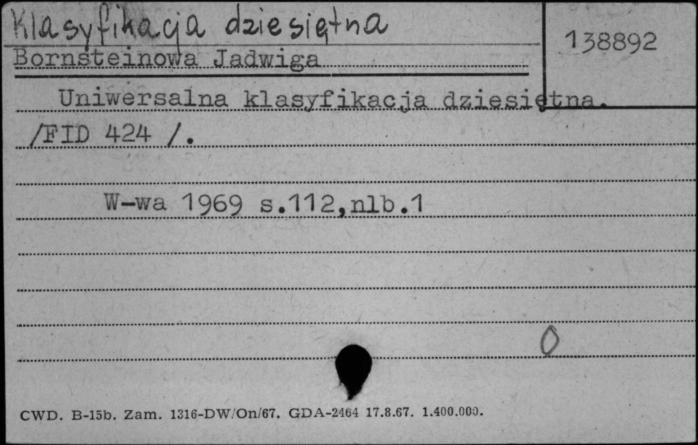 Klasyfikacja dziesiętna
138892
Bornsteinowa Jadwiga
Uniwersalna klasyfikacja dziesiętna.
/FID 424 /.
W-wa 1969 s.112,nlb.1
0
CWD. B-15b. Zam. 1316-DW/On/67. GDA-2464 17.8.67. 1.400.000.